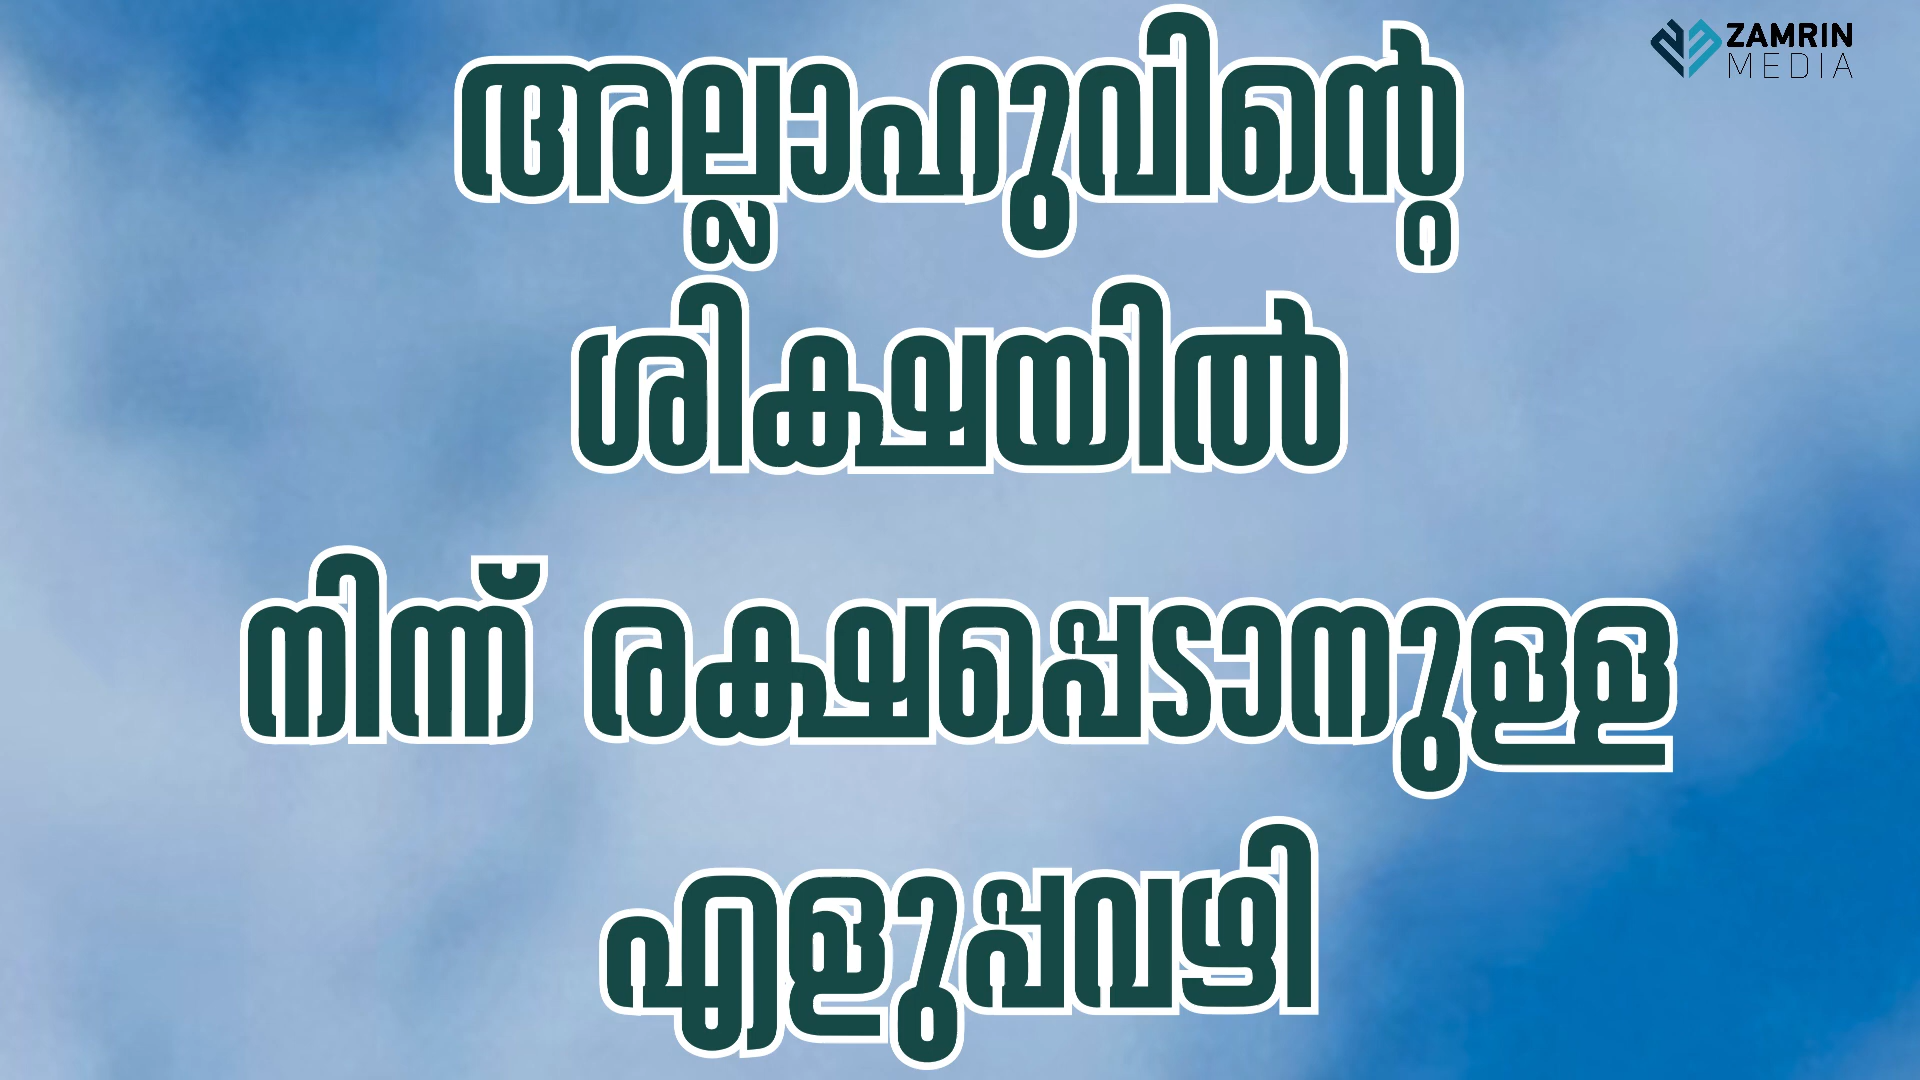 ZAMRIN
MEDIA
അല്ലാഹുവിന്റെ
ശിക്ഷയിൽ
നിന്ന് രക്ഷപ്പെടാനുള്ള
എളുപ്പവഴി